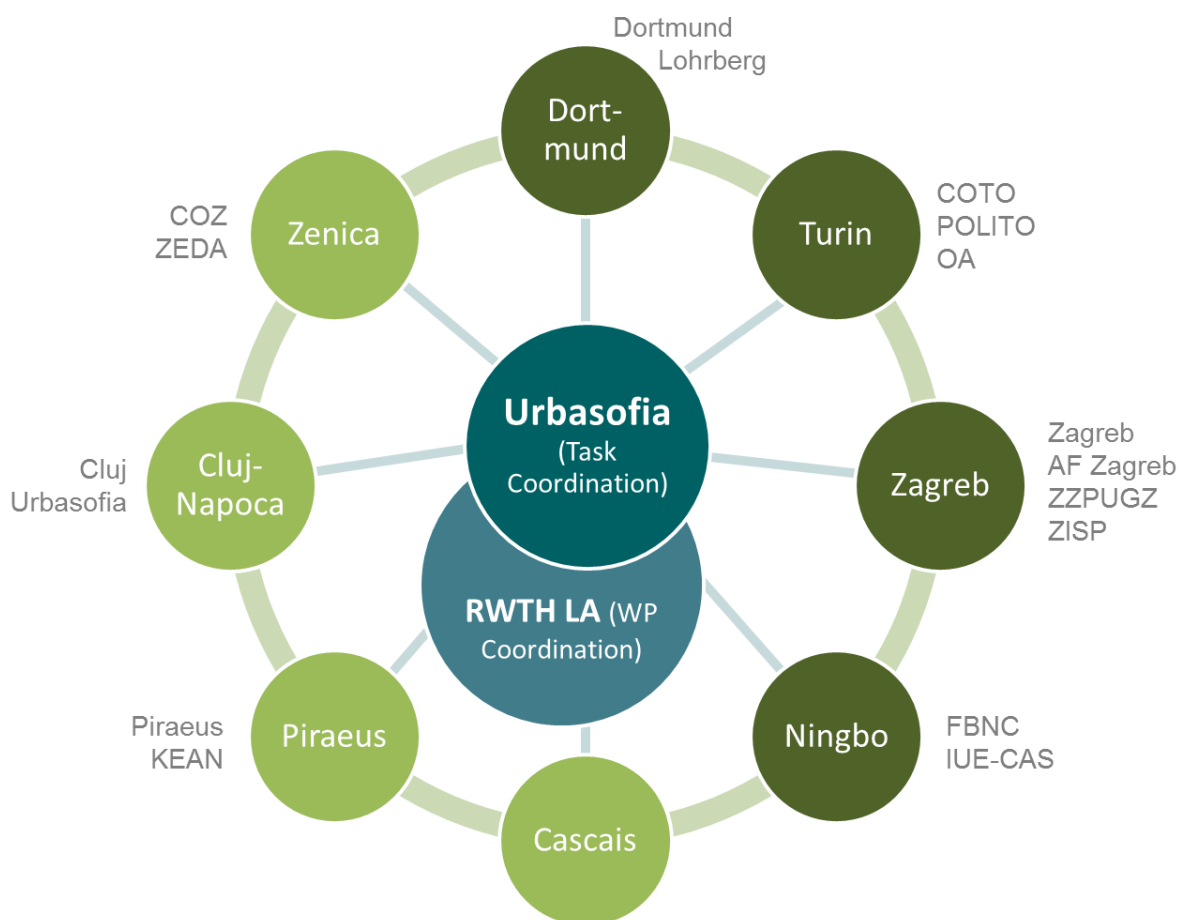 Dortmund
Lohrberg
Dort-
mund
COTO
POLITO
OA
Turin
COZ
ZEDA
Zenica
Urbasofia
(Task
Coordination)
Zagreb
AF Zagreb
ZZPUGZ
ZISP
Zagreb
Cluj
Urbasofia
Cluj-
Napoca
RWTH LA (WP
Coordination)
Piraeus
KEAN
Piraeus
Ningbo
FBNC
IUE-CAS
Cascais